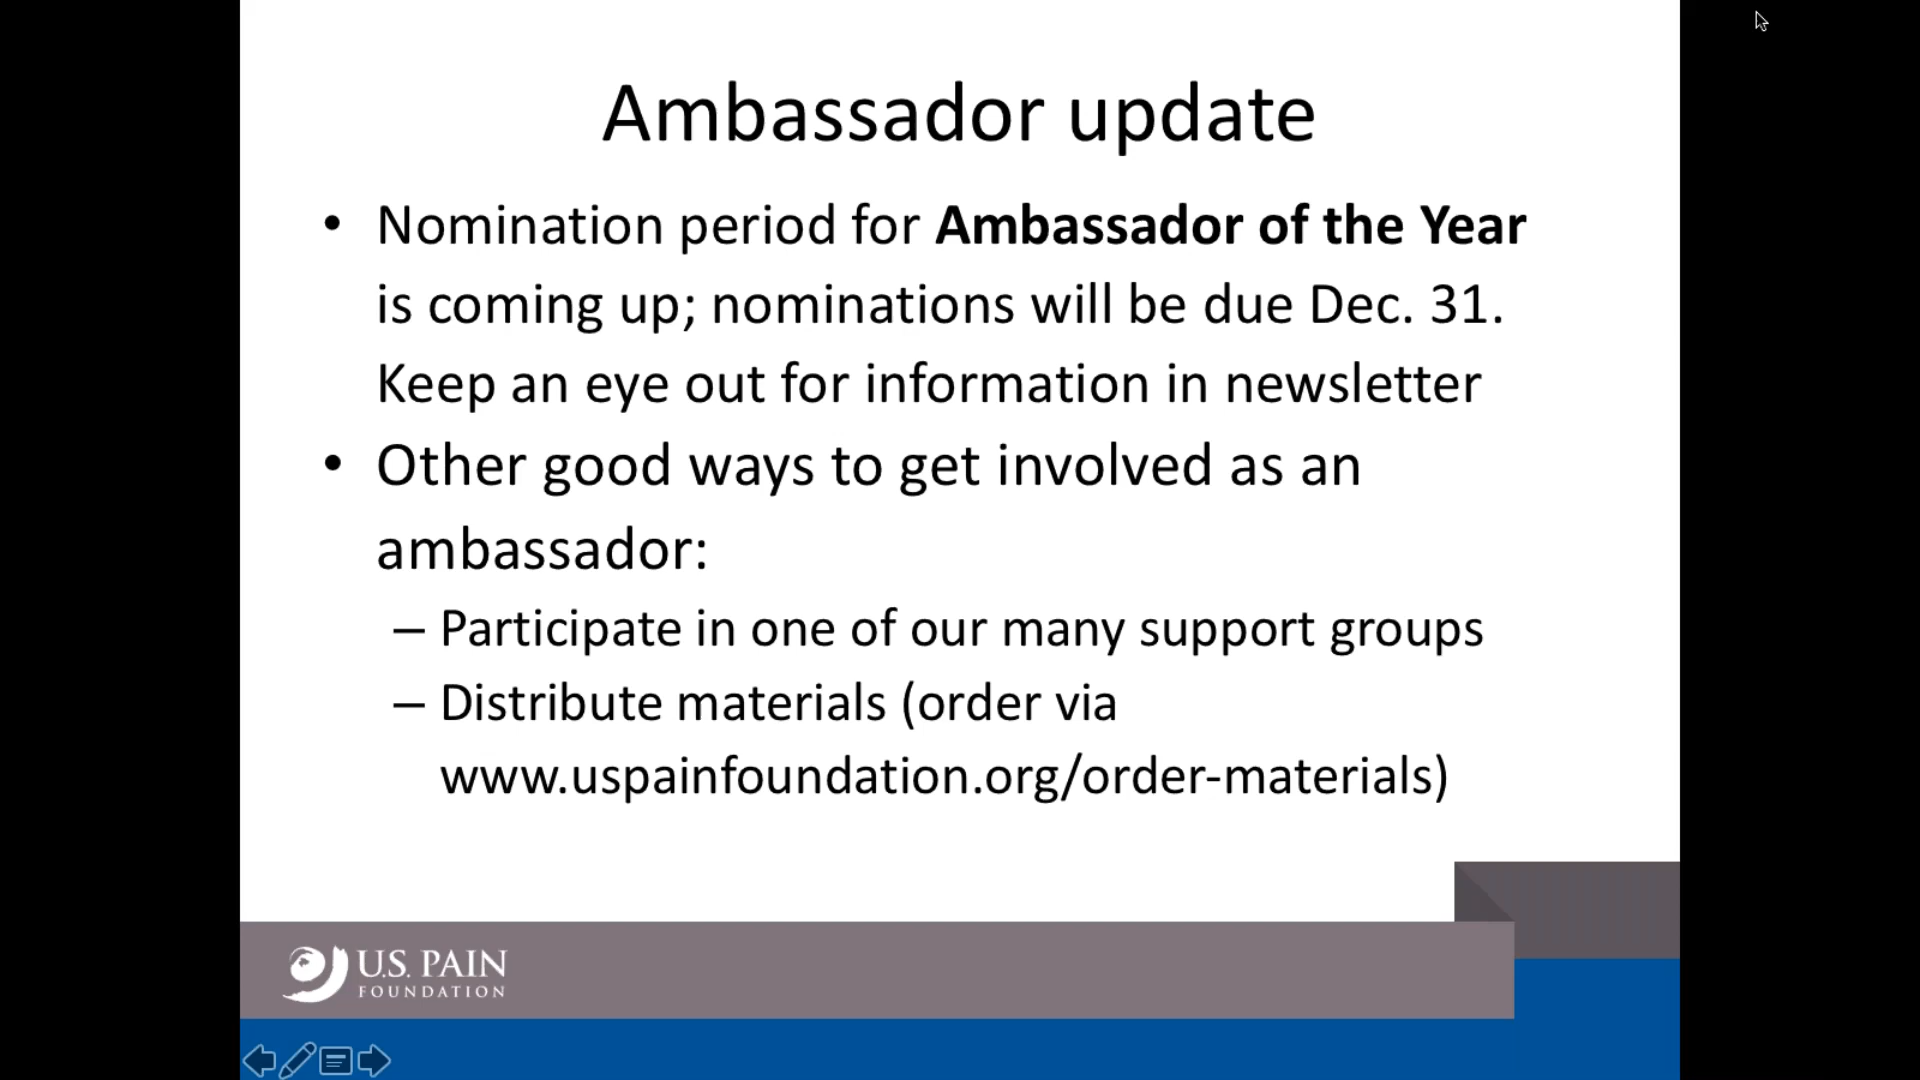 Ambassador update
• Nomination period for Ambassador of the Year
is coming up; nominations will be due Dec. 31.
Keep an eye out for information in newsletter
• Other good ways to get involved as an
ambassador:
– Participate in one of our many support groups
– Distribute materials (order via
www.uspainfoundation.org/order-materials)
U.S. PAIN
FOUNDATION